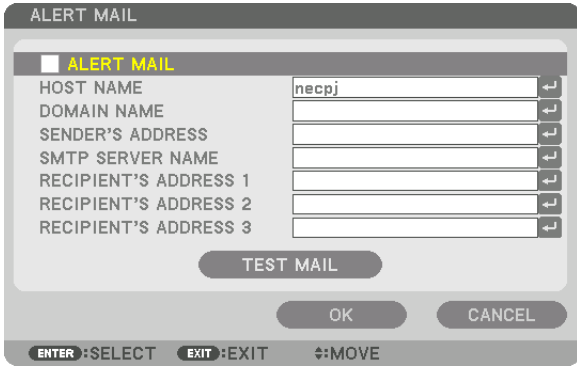 ALERT MAIL
ALERT MAIL
HOST NAME necpj
DOMAIN NAME
SENDER'S ADDRESS
SMTP SERVER NAME
RECIPIENT'S ADDRESS 1
RECIPIENT'S ADDRESS 2
RECIPIENT'S ADDRESS 3
TEST MAIL
OK CANCEL
ENTER :SELECT EXIT :EXIT :MOVE